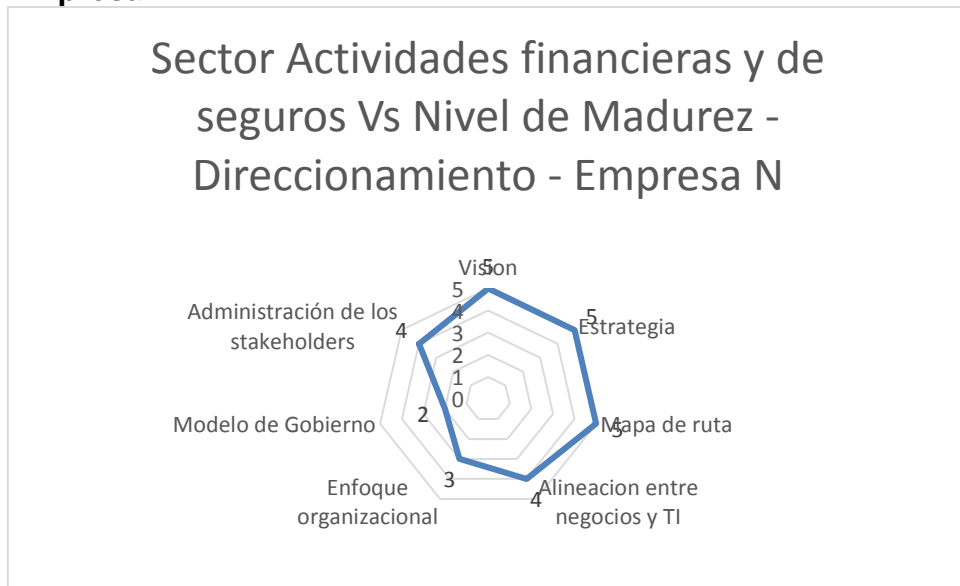 Sector Actividades financieras y de
seguros Vs Nivel de Madurez -
Direccionamiento - Empresa N
Vision
5
5
Estrategia
Mapa de ruta
5
Alineacion entre
negocios y TI
4
Enfoque
organizacional
3
Modelo de Gobierno
2
Administración de los
stakeholders
4
5
4
3
2
1
0